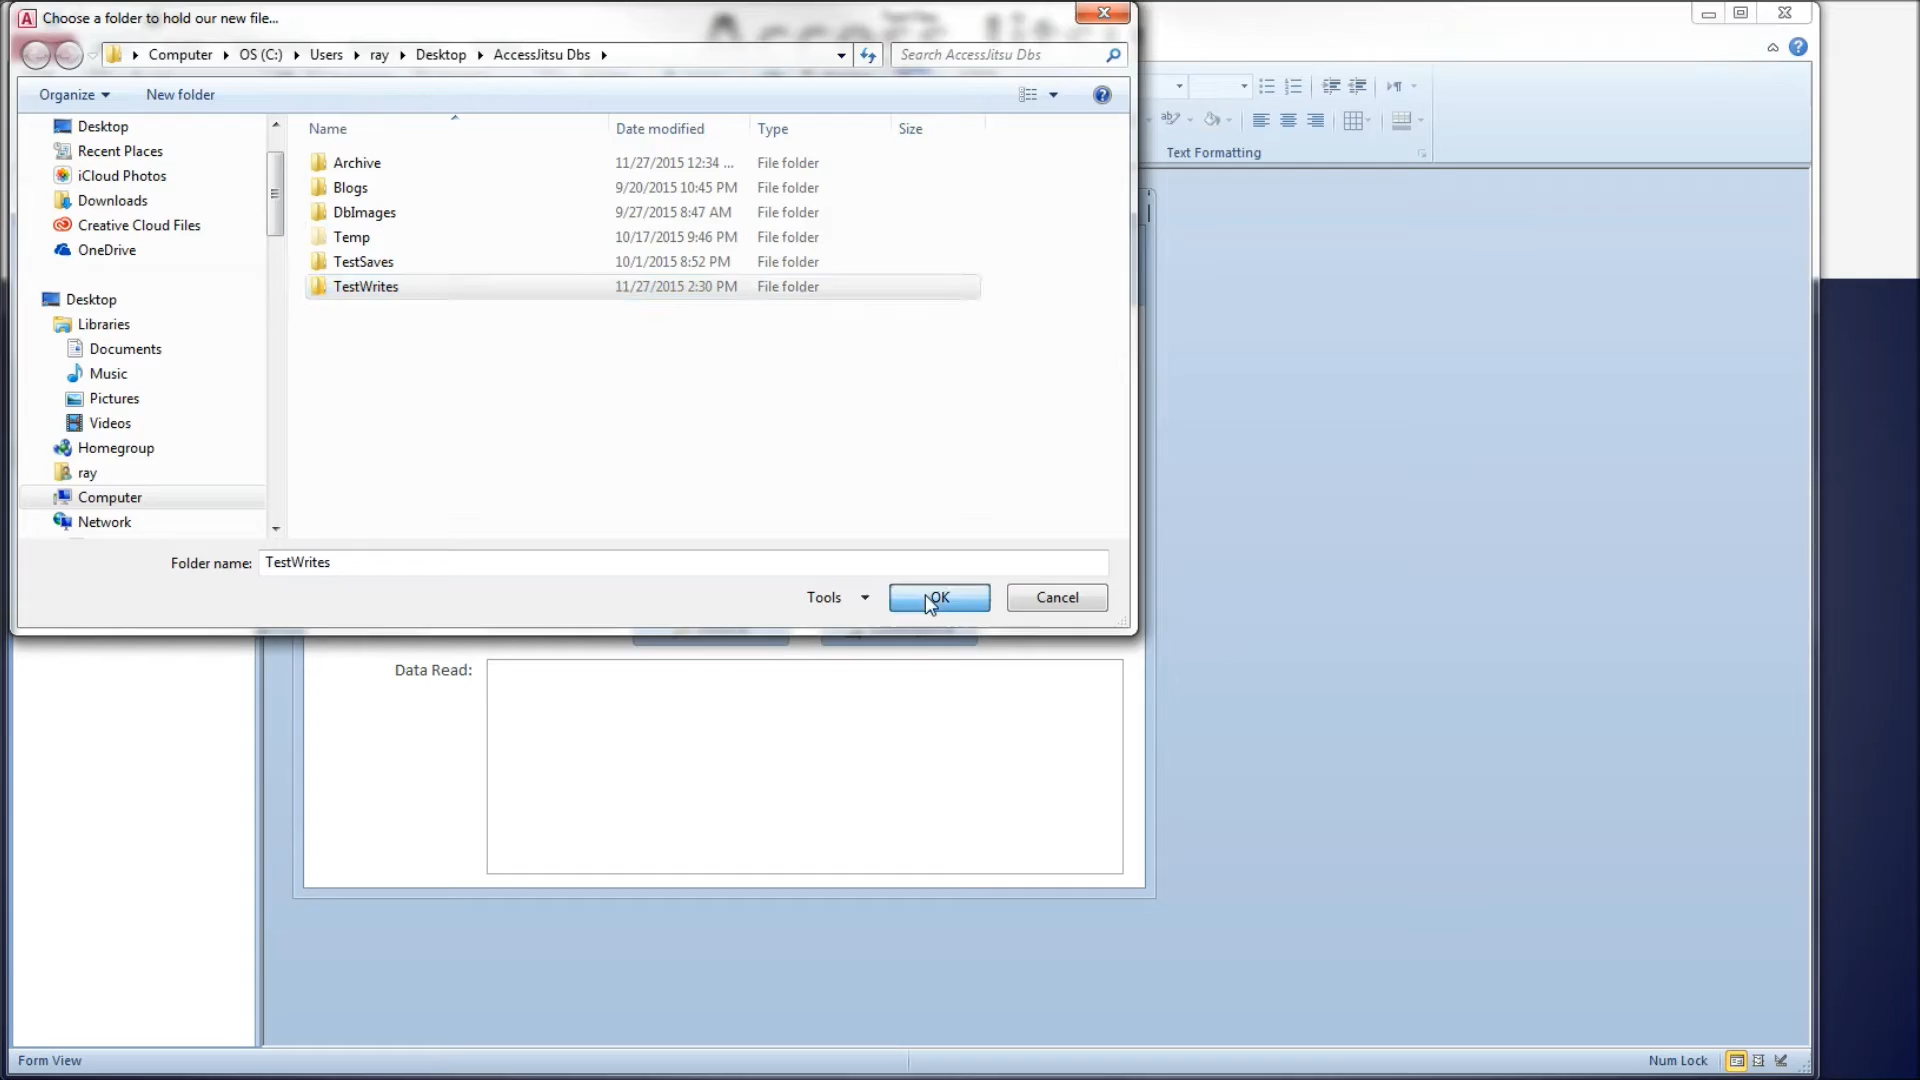 Choose a folder to hold our new file...
Computer OS (C:) Users ray Desktop AccessJitsu Dbs
Search AccessJitsu Dbs
Organize New folder
Name Date modified Type Size
Desktop
Recent Places
iCloud Photos
Downloads
Creative Cloud Files
OneDrive
Desktop
Libraries
Documents
Music
Pictures
Videos
Homegroup
ray
Computer
Network
Archive 11/27/2015 12:34 ... File folder
Blogs 9/20/2015 10:45 PM File folder
DbImages 9/27/2015 8:47 AM File folder
Temp 10/17/2015 9:46 PM File folder
TestSaves 10/1/2015 8:52 PM File folder
TestWrites 11/27/2015 2:30 PM File folder
Folder name: TestWrites
Tools OK Cancel
Text Formatting
Data Read:
Form View
Num Lock